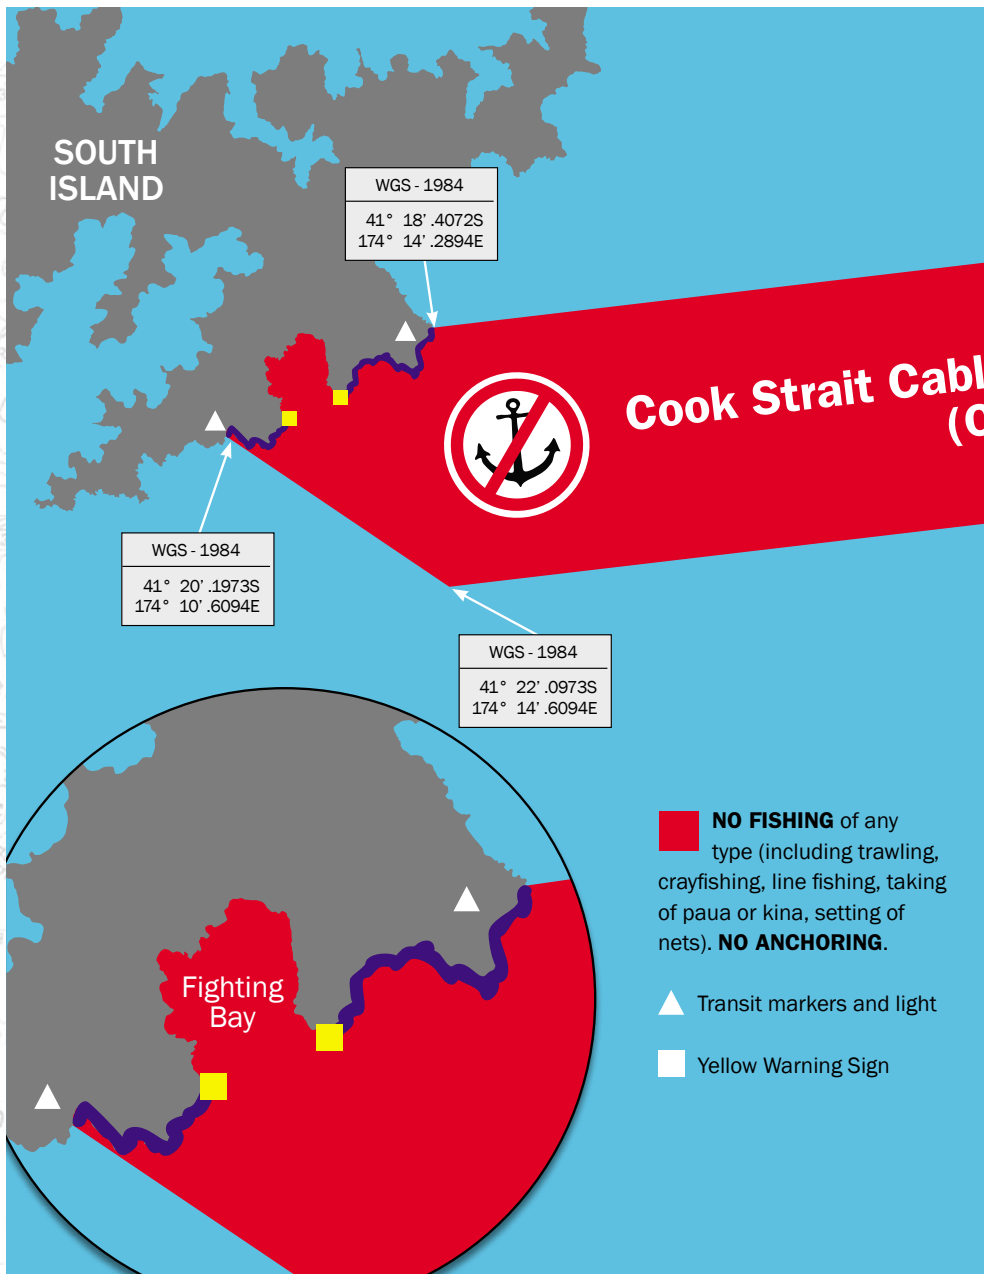 SOUTH
ISLAND
WGS - 1984
41° 18' .4072S
174° 14' .2894E
Cook Strait Cabl
(C
WGS - 1984
41° 20' .1973S
174° 10' .6094E
WGS - 1984
41° 22' .0973S
174° 14' .6094E
Fighting
Bay
NO FISHING of any
type (including trawling,
crayfishing, line fishing, taking
of paua or kina, setting of
nets). NO ANCHORING.
Transit markers and light
Yellow Warning Sign